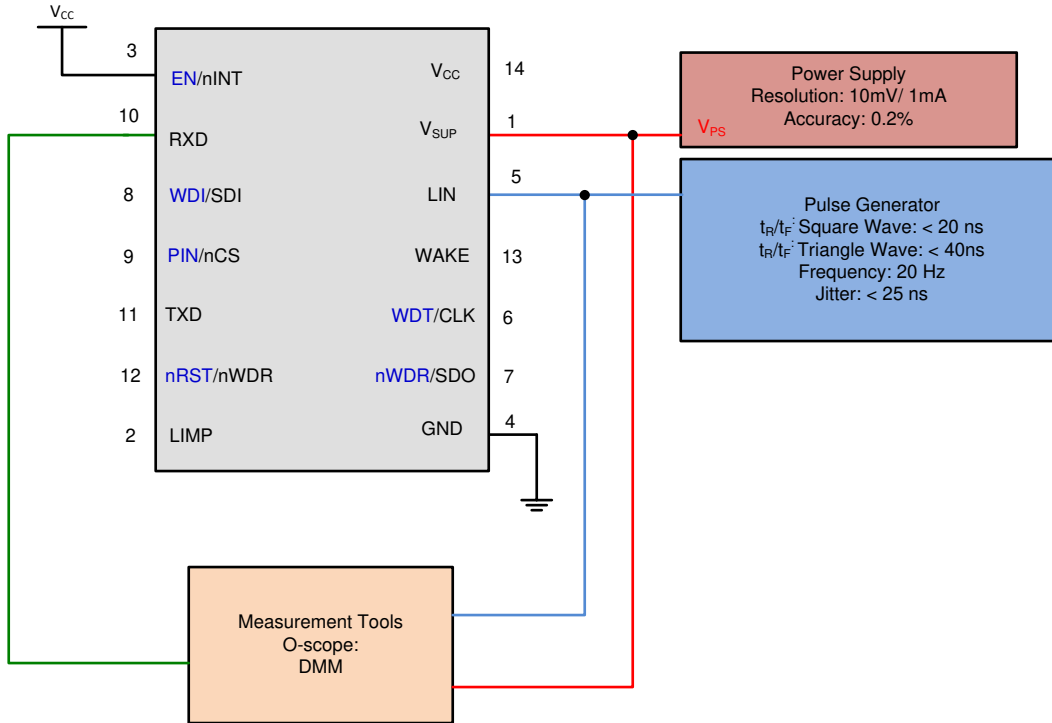 VCC
3
EN/nINT
VCC
14
10
RXD
VSUP
1
VPS
Power Supply
Resolution: 10mV/ 1mA
Accuracy: 0.2%
8
WDI/SDI
LIN
5
Pulse Generator
tR/tF: Square Wave: < 20 ns
tR/tF: Triangle Wave: < 40ns
Frequency: 20 Hz
Jitter: < 25 ns
9
PIN/nCS
WAKE
13
11
TXD
WDT/CLK
6
12
nRST/nWDR
nWDR/SDO
7
2
LIMP
GND
4
Measurement Tools
O-scope:
DMM